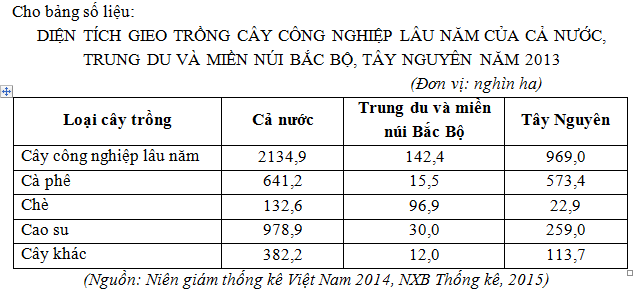 Cho bảng số liệu:
DIỆN TÍCH GIEO TRỒNG CÂY CÔNG NGHIỆP LÂU NĂM CỦA CẢ NƯỚC,
TRUNG DU VÀ MIỀN NÚI BẮC BỘ, TÂY NGUYÊN NĂM 2013
(Đơn vị: nghìn ha)
Loại cây trồng Cả nước Trung du và miền núi Bắc Bộ Tây Nguyên
Cây công nghiệp lâu năm 2134,9 142,4 969,0
Cà phê 641,2 15,5 573,4
Chè 132,6 96,9 22,9
Cao su 978,9 30,0 259,0
Cây khác 382,2 12,0 113,7
(Nguồn: Niên giám thống kê Việt Nam 2014, NXB Thống kê, 2015)